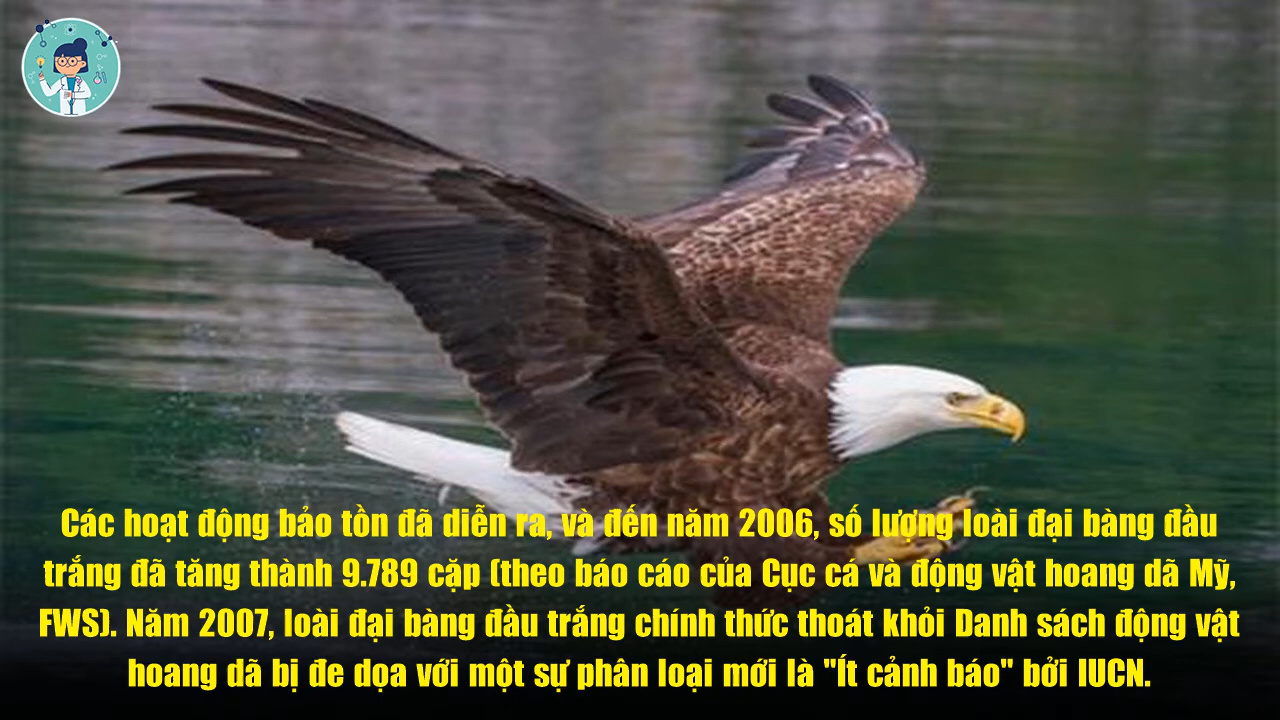 Các hoạt động bảo tồn đã diễn ra, và đến năm 2006, số lượng loài đại bàng đầu
trắng đã tăng thành 9.789 cặp (theo báo cáo của Cục cá và động vật hoang dã Mỹ,
FWS). Năm 2007, loài đại bàng đầu trắng chính thức thoát khỏi Danh sách động vật
hoang dã bị đe dọa với một sự phân loại mới là "Ít cảnh báo" bởi IUCN.